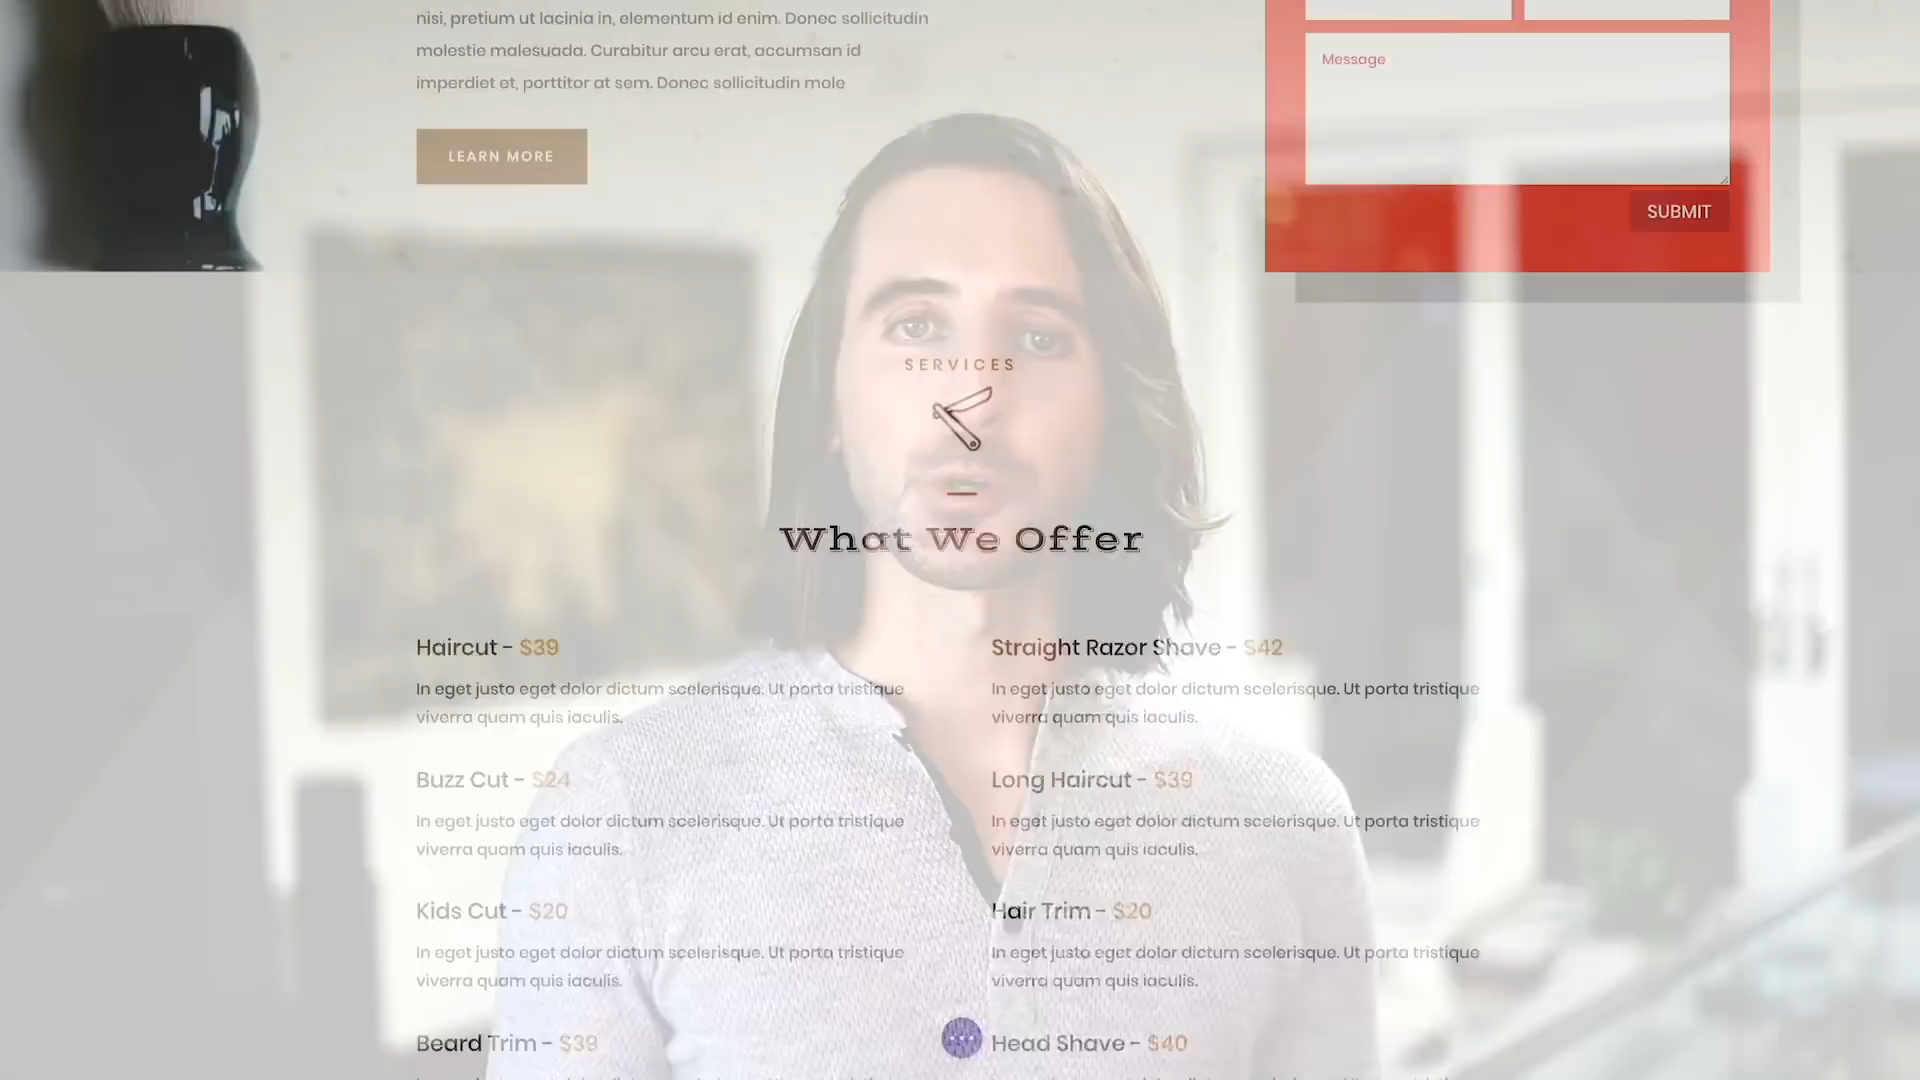 nisi, pretium ut lacinia in, elementum id enim. Donec sollicitudin
molestie malesuada. Curabitur arcu erat, accumsan id
imperdiet et, porttitor at sem. Donec sollicitudin mole
LEARN MORE
Message
SUBMIT
SERVICES
What We Offer
Haircut - $39
In eget justo eget dolor dictum scelerisque. Ut porta tristique
viverra quam quis iaculis.
Straight Razor Shave - $42
In eget justo eget dolor dictum scelerisque. Ut porta tristique
viverra quam quis iaculis.
Buzz Cut - $24
In eget justo eget dolor dictum scelerisque. Ut porta tristique
viverra quam quis iaculis.
Long Haircut - $39
In eget justo eget dolor dictum scelerisque. Ut porta tristique
viverra quam quis iaculis.
Kids Cut - $20
In eget justo eget dolor dictum scelerisque. Ut porta tristique
viverra quam quis iaculis.
Hair Trim - $20
In eget justo eget dolor dictum scelerisque. Ut porta tristique
viverra quam quis iaculis.
Beard Trim - $39
Head Shave - $40